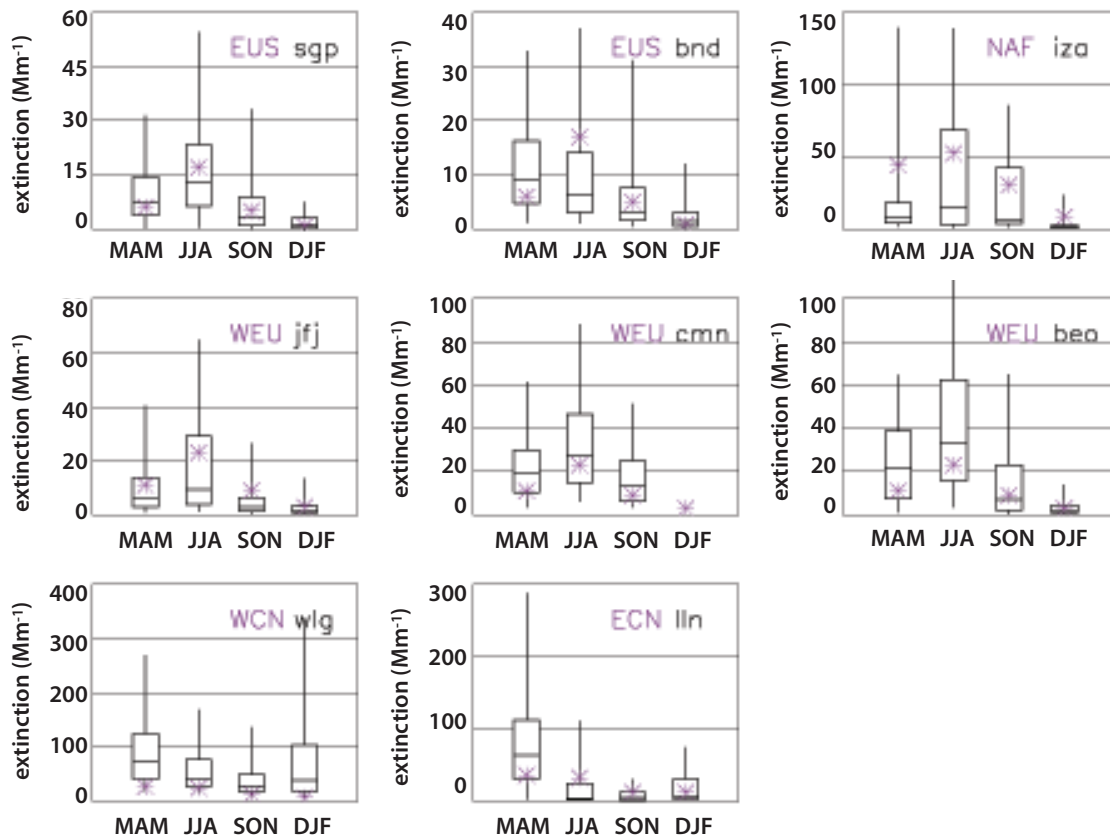 extinction (Mm⁻¹)
60
45
30
15
0
EUS sgp
MAM JJA SON DJF
extinction (Mm⁻¹)
40
30
20
10
0
EUS bnd
MAM JJA SON DJF
extinction (Mm⁻¹)
150
100
50
0
NAF iza
MAM JJA SON DJF
extinction (Mm⁻¹)
80
60
40
20
0
WEU jfj
MAM JJA SON DJF
extinction (Mm⁻¹)
100
80
60
40
20
0
WEU cmn
MAM JJA SON DJF
extinction (Mm⁻¹)
100
80
60
40
20
0
WEU beo
MAM JJA SON DJF
extinction (Mm⁻¹)
400
300
200
100
0
WCN wlg
MAM JJA SON DJF
extinction (Mm⁻¹)
300
200
100
0
ECN lln
MAM JJA SON DJF